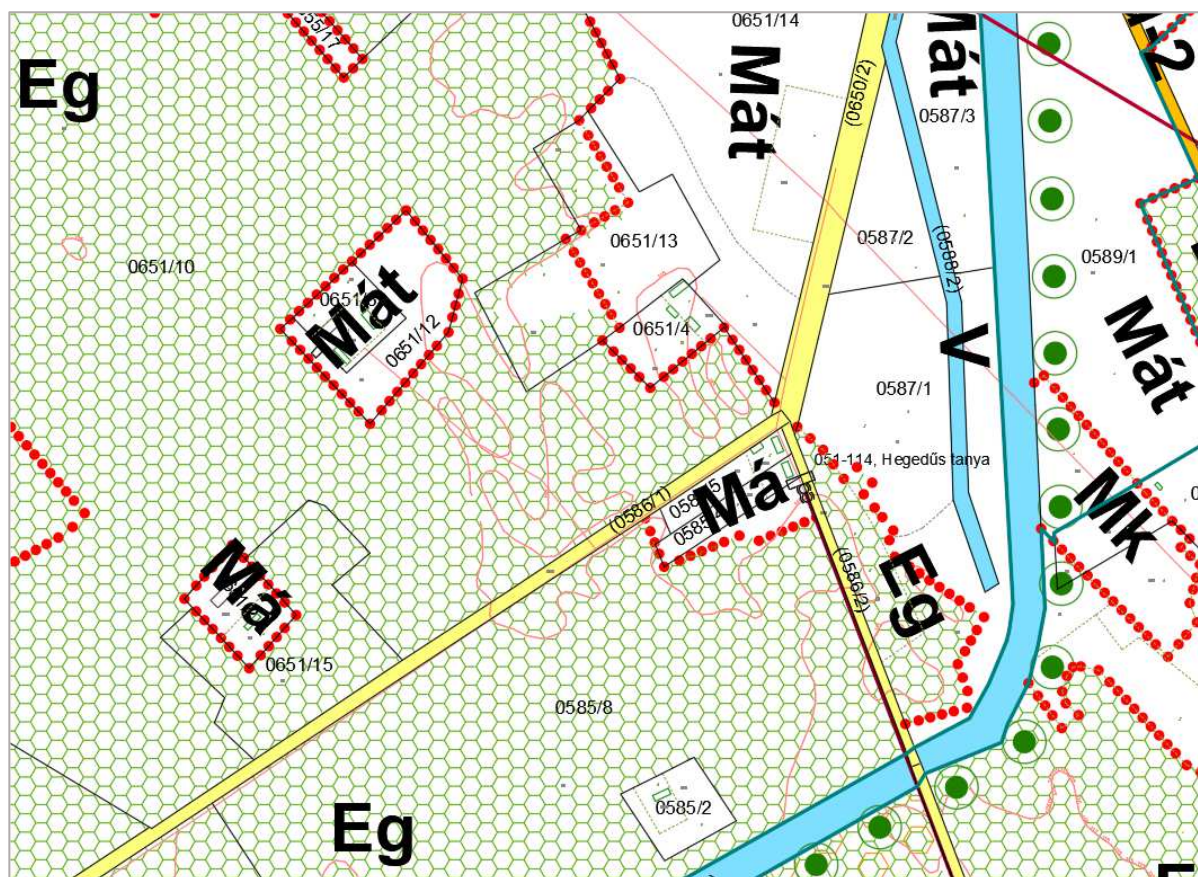 0651/14
Mát
0587/3
(0650/2)
Mát
Eg
0651/10
0651/13
0587/2
(0588/2)
0589/1
Mát
0651/12
Mát
0651/4
V
Mát
0587/1
051-114, Hegedűs tanya
(0586/1)
Má
Mk
(0586/2)
Eg
Má
0651/15
0585/8
0585/2
Eg